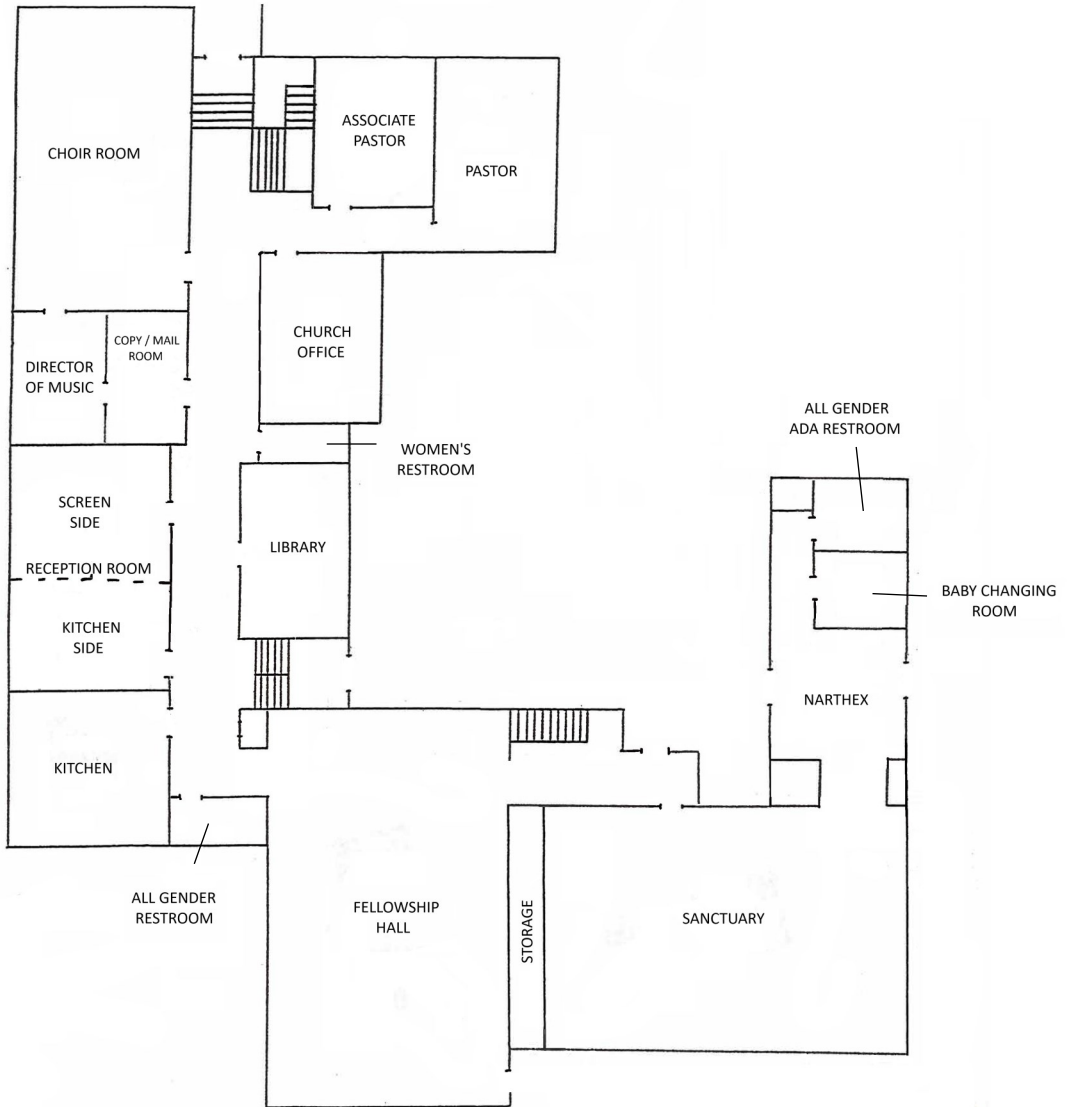 ASSOCIATE
PASTOR
CHOIR ROOM
PASTOR
CHURCH
OFFICE
COPY / MAIL
ROOM
DIRECTOR
OF MUSIC
ALL GENDER
ADA RESTROOM
WOMEN'S
RESTROOM
SCREEN
SIDE
LIBRARY
RECEPTION ROOM
BABY CHANGING
ROOM
KITCHEN
SIDE
NARTHEX
KITCHEN
ALL GENDER
RESTROOM
FELLOWSHIP
HALL
STORAGE
SANCTUARY